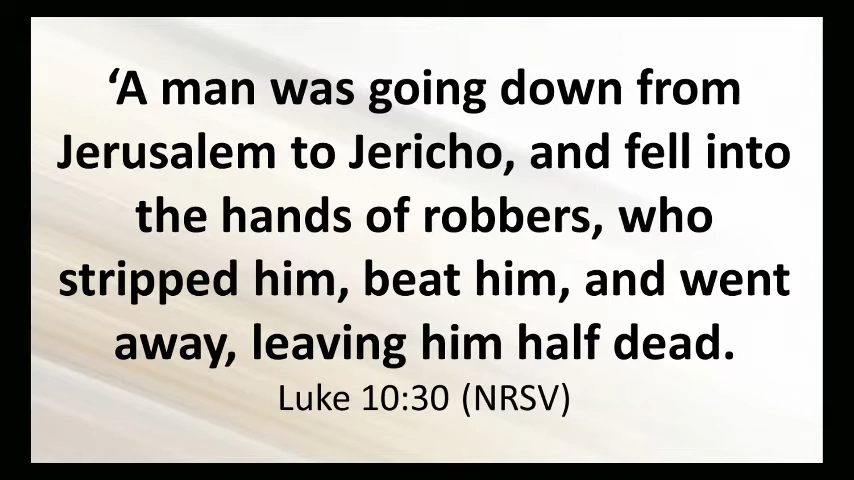 ‘A man was going down from
Jerusalem to Jericho, and fell into
the hands of robbers, who
stripped him, beat him, and went
away, leaving him half dead.
Luke 10:30 (NRSV)